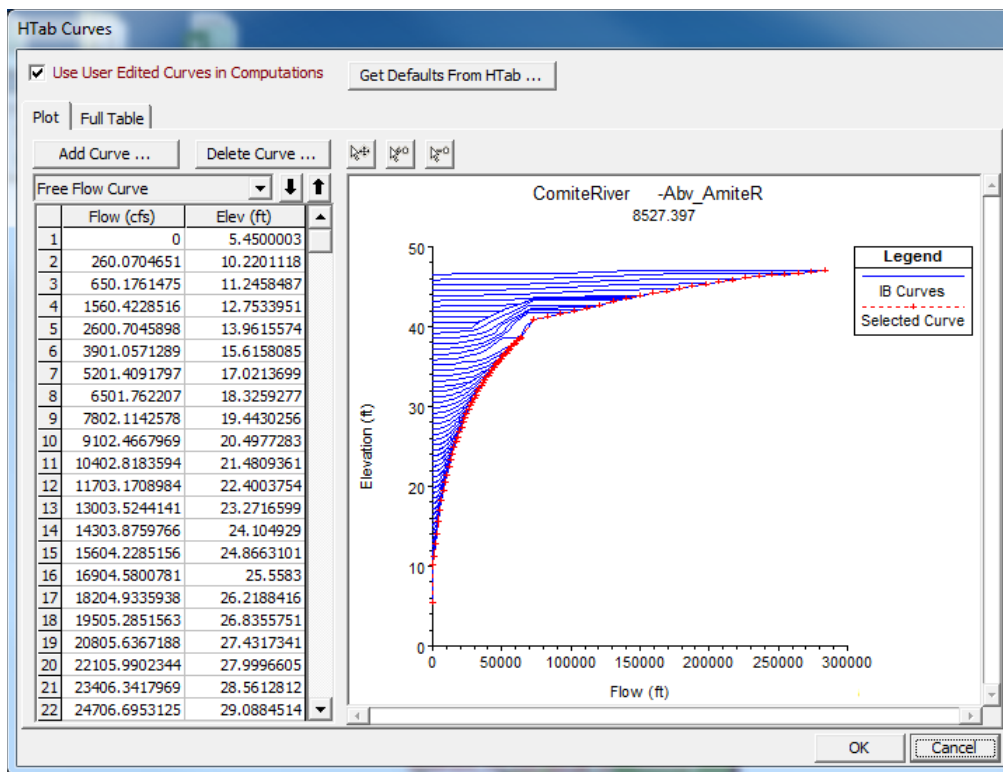 HTab Curves
Use User Edited Curves in Computations
Get Defaults From HTab ...
Plot
Full Table
Add Curve ...
Delete Curve ...
Free Flow Curve
Flow (cfs) Elev (ft)
1 0 5.4500003
2 260.0704651 10.2201118
3 650.1761475 11.2458487
4 1560.4228516 12.7533951
5 2600.7045898 13.9615574
6 3901.0571289 15.6158085
7 5201.4091797 17.0213699
8 6501.762207 18.3259277
9 7802.1142578 19.4430256
10 9102.4667969 20.4977283
11 10402.8183594 21.4809361
12 11703.1708984 22.4003754
13 13003.5244141 23.2716599
14 14303.8759766 24.104929
15 15604.2285156 24.8663101
16 16904.5800781 25.5583
17 18204.9335938 26.2188416
18 19505.2851563 26.8355751
19 20805.6367188 27.4317341
20 22105.9902344 27.9996605
21 23406.3417969 28.5612812
22 24706.6953125 29.0884514
ComiteRiver -Abv_AmiteR
8527.397
50
40
30
20
10
0
Elevation (ft)
0 50000 100000 150000 200000 250000 300000
Flow (ft)
Legend
IB Curves
Selected Curve
OK
Cancel